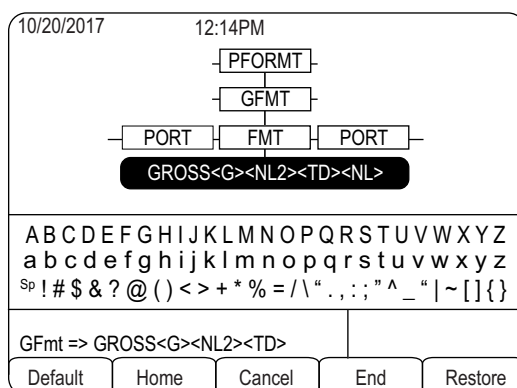 10/20/2017 12:14PM
PFORMT
GFMT
PORT FMT PORT
GROSS<G><NL2><TD><NL>
A B C D E F G H I J K L M N O P Q R S T U V W X Y Z
a b c d e f g h i j k l m n o p q r s t u v w x y z
Sp ! # $ & ? @ ( ) < > + * % = / \ “ . , : ; ” ^ _ “ | ~ [ ] { }
GFmt => GROSS<G><NL2><TD>
Default Home Cancel End Restore